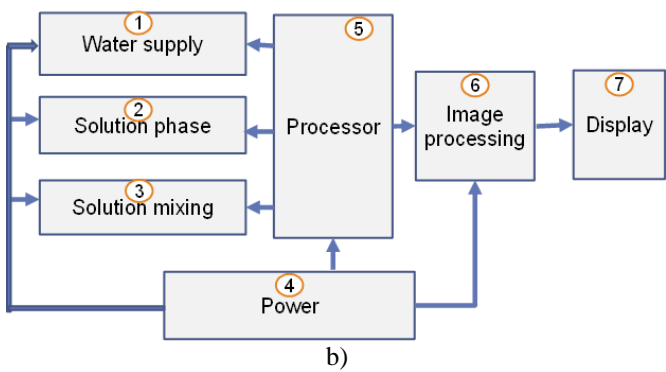 1
Water supply
2
Solution phase
3
Solution mixing
4
Power
5
Processor
6
Image
processing
7
Display
b)